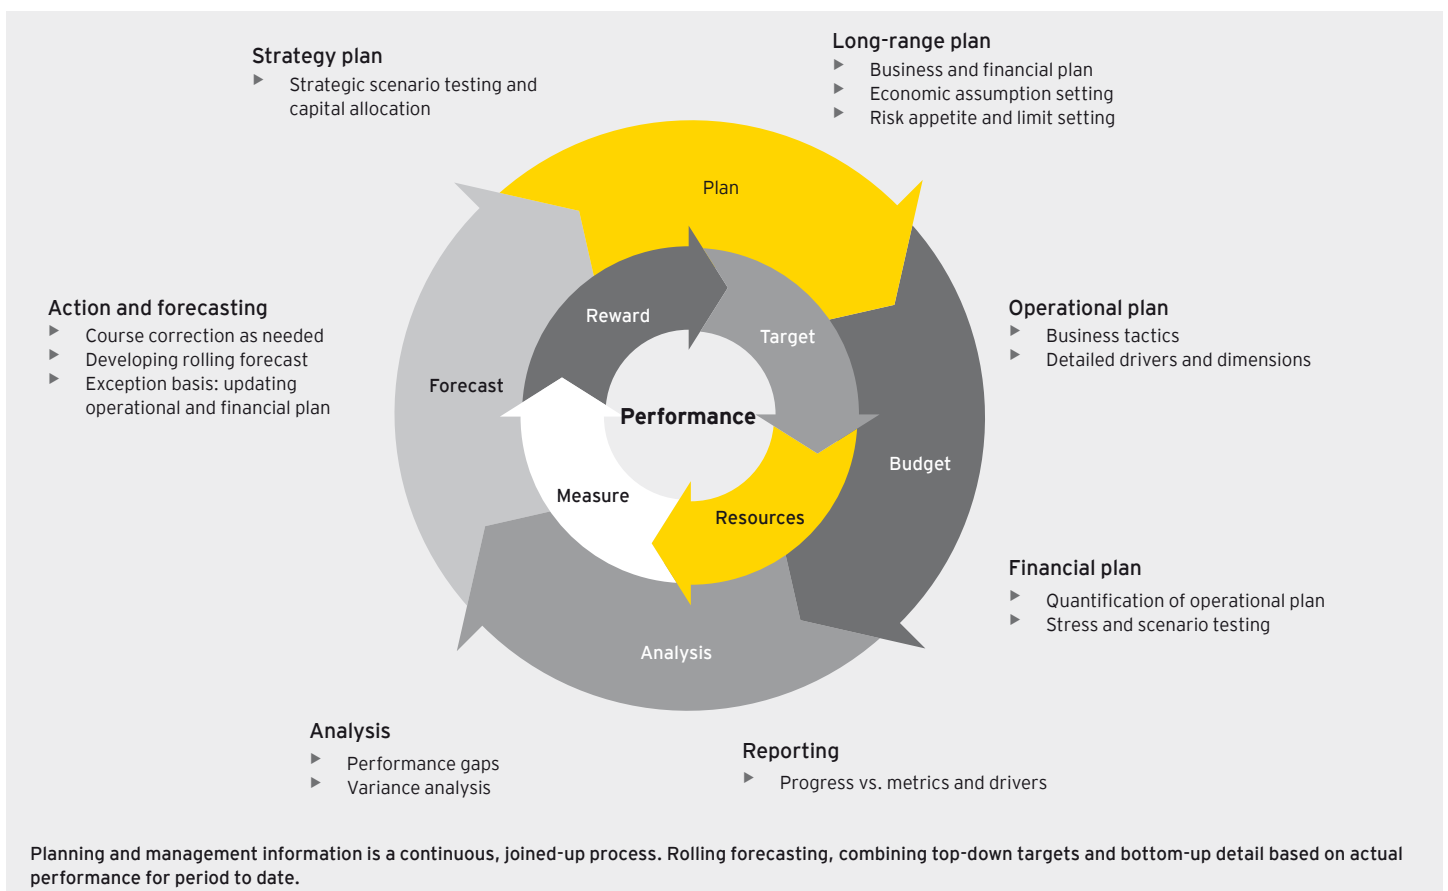 Strategy plan
Strategic scenario testing and
capital allocation
Long-range plan
Business and financial plan
Economic assumption setting
Risk appetite and limit setting
Plan
Action and forecasting
Course correction as needed
Developing rolling forecast
Exception basis: updating
operational and financial plan
Reward
Target
Operational plan
Business tactics
Detailed drivers and dimensions
Forecast
Performance
Budget
Measure
Resources
Financial plan
Quantification of operational plan
Stress and scenario testing
Analysis
Analysis
Performance gaps
Variance analysis
Reporting
Progress vs. metrics and drivers
Planning and management information is a continuous, joined-up process. Rolling forecasting, combining top-down targets and bottom-up detail based on actual
performance for period to date.